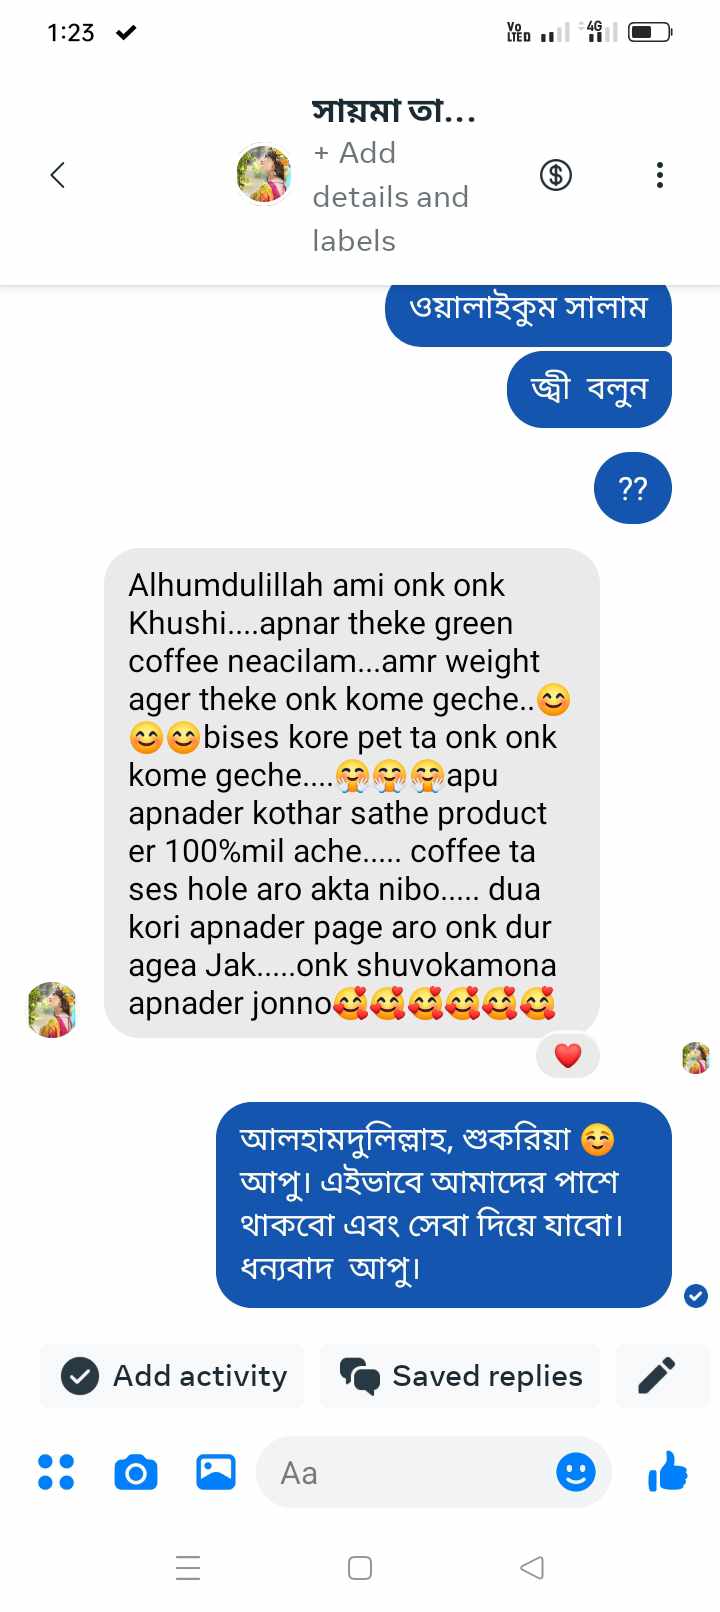 1:23
Vo LTED 4G
সায়মা তা...
+ Add
details and
labels
ওয়ালাইকুম সালাম
জ্বী বলুন
??
Alhumdulillah ami onk onk
Khushi....apnar theke green
coffee neacilam...amr weight
ager theke onk kome geche..😊
😊😊bises kore pet ta onk onk
kome geche....🤗🤗🤗apu
apnader kothar sathe product
er 100%mil ache..... coffee ta
ses hole aro akta nibo..... dua
kori apnader page aro onk dur
agea Jak.....onk shuvokamona
apnader jonno🥰🥰🥰🥰🥰🥰
আলহামদুলিল্লাহ, শুকরিয়া ☺️
আপু। এইভাবে আমাদের পাশে
থাকবো এবং সেবা দিয়ে যাবো।
ধন্যবাদ আপু।
Add activity
Saved replies
Aa